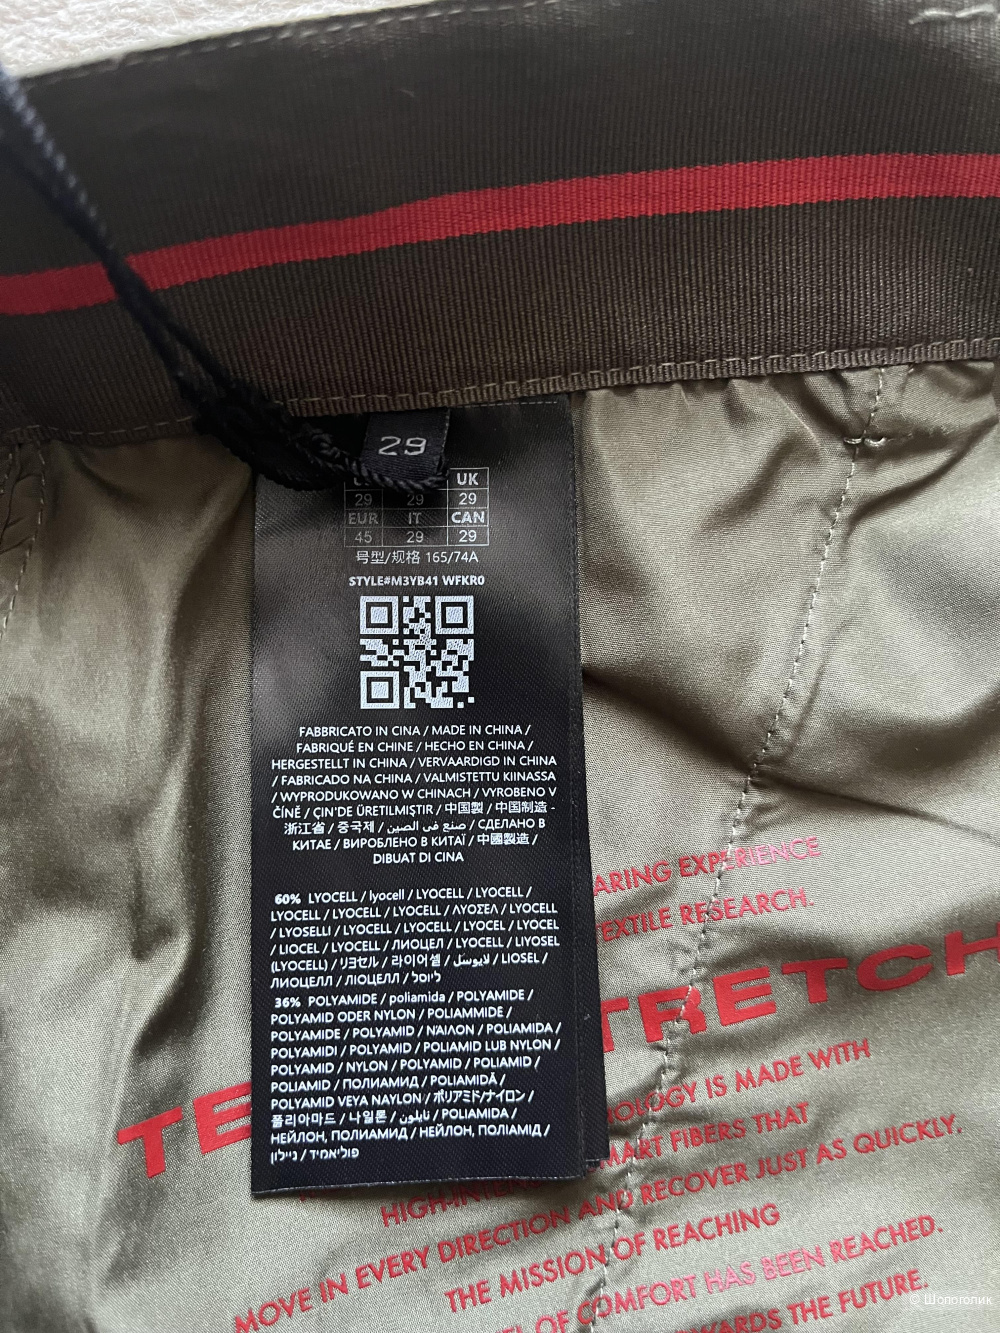 29
UK
29 29 29
EUR IT CAN
45 29 29
号型/规格 165/74A
STYLE#M3YB41 WFKR0
FABBRICATO IN CINA / MADE IN CHINA /
FABRIQUÉ EN CHINE / HECHO EN CHINA /
HERGESTELLT IN CHINA / VERVAARDIGD IN CHINA
/ FABRICADO NA CHINA / VALMISTETTU KIINASSA
/ WYPRODUKOWANO W CHINACH / VYROBENO V
ČÍNĚ / ÇIN'DE ÜRETILMIŞTIR / 中国製 / 中国制造 -
浙江省 / 중국제 / صنع في الصين / СДЕЛАНО В
КИТАЕ / ВИРОБЛЕНО В КИТАЇ / 中國製造 /
DIBUAT DI CINA
60% LYOCELL / lyocell / LYOCELL / LYOCELL /
LYOCELL / LYOCELL / LYOCELL / ΛΥΟΣΕΛ / LYOCELL
/ LYOSELLI / LYOCELL / LYOCELL / LYOCEL / LYOCEL
/ LIOCEL / LYOCELL / ЛИОЦЕЛ / LYOCELL / LIYOSEL
(LYOCELL) / リヨセル / 라이어셀 / لايوسل / LIOSEL /
ЛИОЦЕЛЛ / ЛІОЦЕЛЛ / ליוסל
36% POLYAMIDE / poliamida / POLYAMIDE /
POLYAMID ODER NYLON / POLIAMMIDE /
POLYAMIDE / POLYAMID / ΝΑΙΛΟΝ / POLIAMIDA /
POLYAMIDI / POLYAMID / POLIAMID LUB NYLON /
POLYAMID / NYLON / POLYAMID / POLIAMID /
POLIAMID / ПОЛИАМИД / POLIAMIDĂ /
POLYAMID VEYA NAYLON / ポリアミド/ナイロン /
폴리아마드 / 나일론 / نايلون / POLIAMIDA /
НЕЙЛОН, ПОЛИАМИД / НЕЙЛОН, ПОЛІАМІД /
פוליאמיד / ניילון
ARING EXPERIENCE
EXTILE RESEARCH.
TE TRETCH
OLOGY IS MADE WITH
MART FIBERS THAT
HIGH-INTEN
MOVE IN EVERY DIRECTION AND RECOVER JUST AS QUICKLY.
THE MISSION OF REACHING
EL OF COMFORT HAS BEEN REACHED.
WARDS THE FUTURE.
© Шопоголик